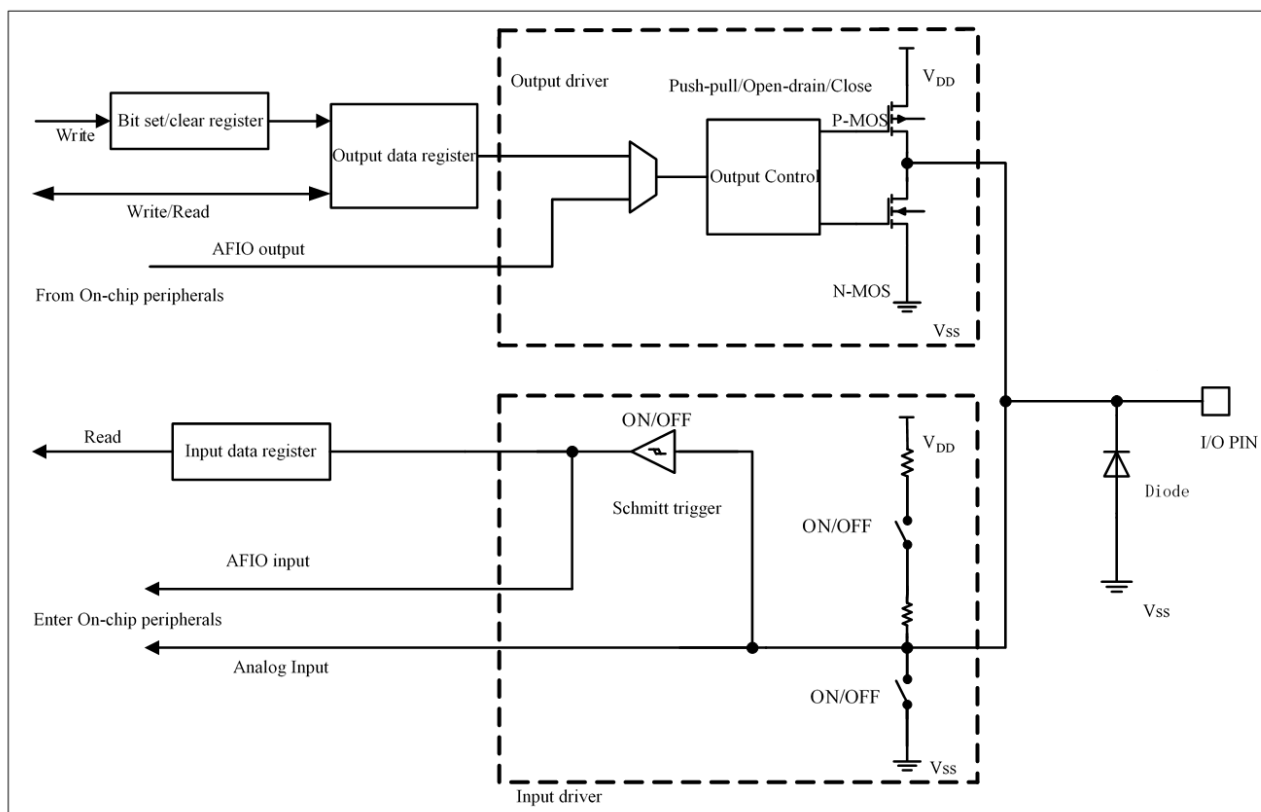 Output driver
Push-pull/Open-drain/Close
VDD
Bit set/clear register
P-MOS
Write
Output data register
Output Control
Write/Read
AFIO output
From On-chip peripherals
N-MOS
Vss
ON/OFF
Read
Input data register
VDD
I/O PIN
Schmitt trigger
Diode
ON/OFF
AFIO input
Enter On-chip peripherals
Vss
Analog Input
ON/OFF
Vss
Input driver